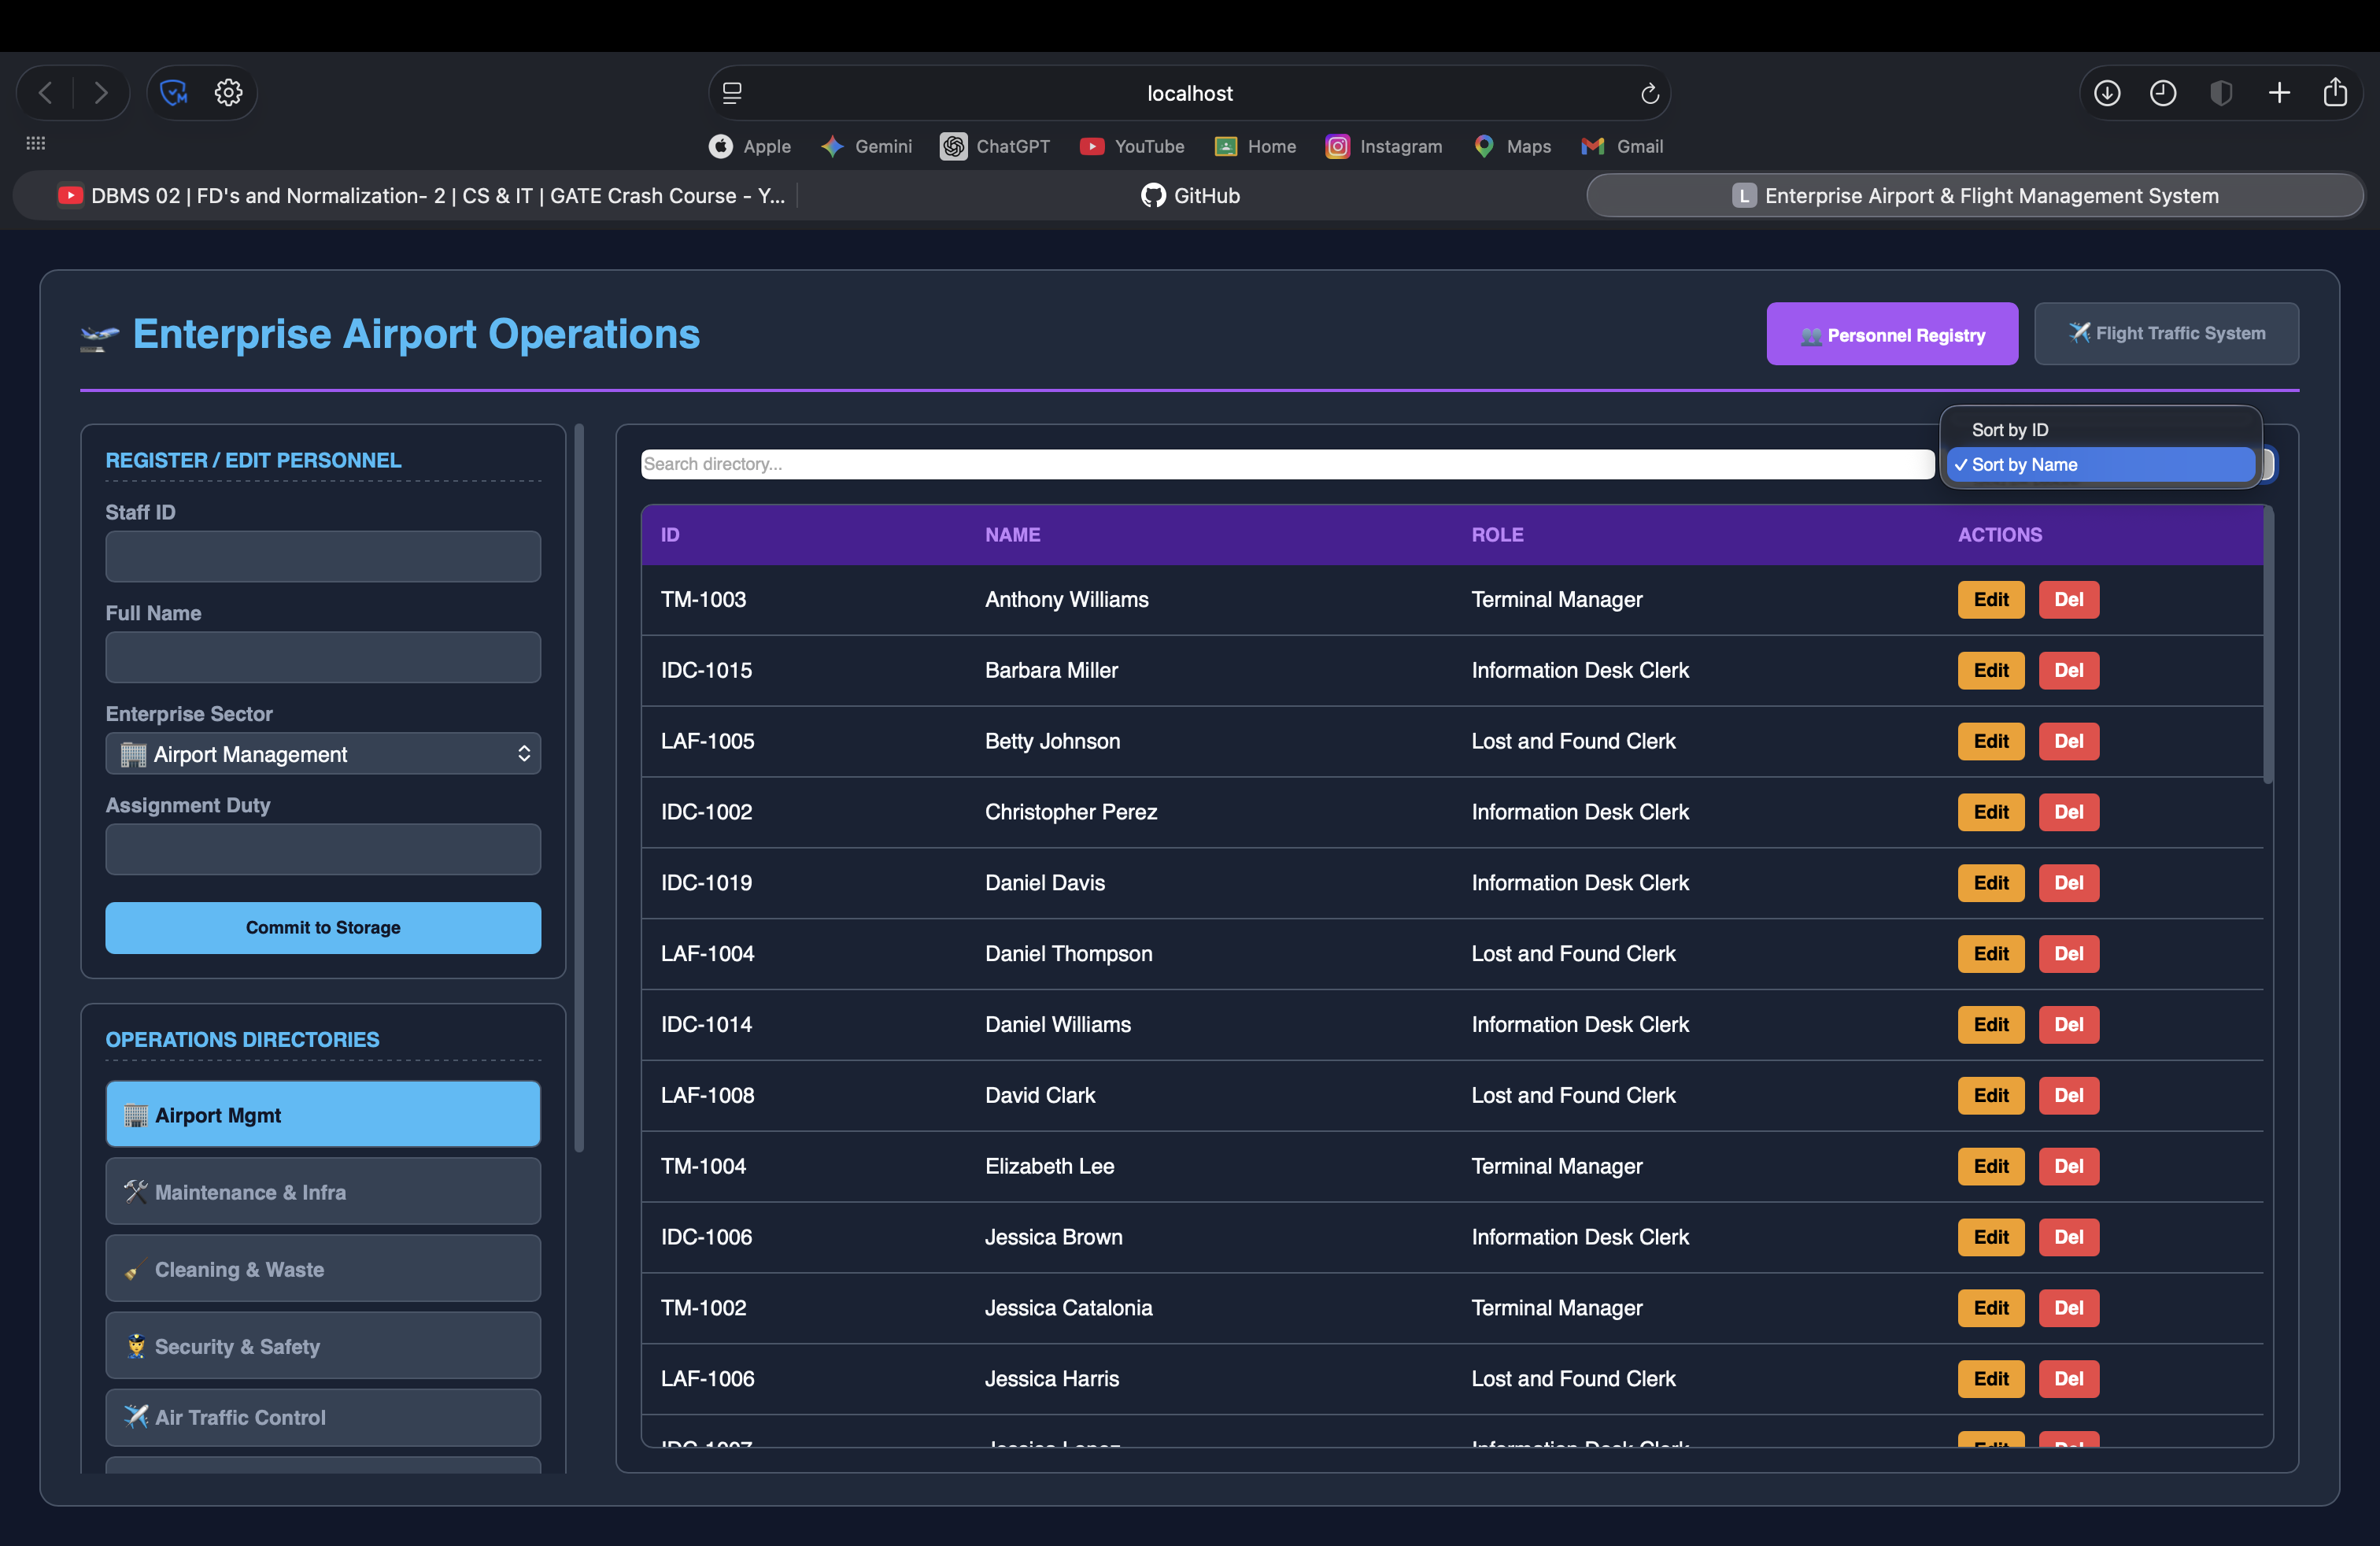 localhost
Apple Gemini ChatGPT YouTube Home Instagram Maps Gmail
DBMS 02 | FD's and Normalization- 2 | CS & IT | GATE Crash Course - Y... GitHub L Enterprise Airport & Flight Management System
Enterprise Airport Operations
Personnel Registry
Flight Traffic System
REGISTER / EDIT PERSONNEL
Staff ID
Full Name
Enterprise Sector
Airport Management
Assignment Duty
Commit to Storage
OPERATIONS DIRECTORIES
Airport Mgmt
Maintenance & Infra
Cleaning & Waste
Security & Safety
Air Traffic Control
Search directory...
Sort by ID
✓ Sort by Name
ID NAME ROLE ACTIONS
TM-1003 Anthony Williams Terminal Manager Edit Del
IDC-1015 Barbara Miller Information Desk Clerk Edit Del
LAF-1005 Betty Johnson Lost and Found Clerk Edit Del
IDC-1002 Christopher Perez Information Desk Clerk Edit Del
IDC-1019 Daniel Davis Information Desk Clerk Edit Del
LAF-1004 Daniel Thompson Lost and Found Clerk Edit Del
IDC-1014 Daniel Williams Information Desk Clerk Edit Del
LAF-1008 David Clark Lost and Found Clerk Edit Del
TM-1004 Elizabeth Lee Terminal Manager Edit Del
IDC-1006 Jessica Brown Information Desk Clerk Edit Del
TM-1002 Jessica Catalonia Terminal Manager Edit Del
LAF-1006 Jessica Harris Lost and Found Clerk Edit Del